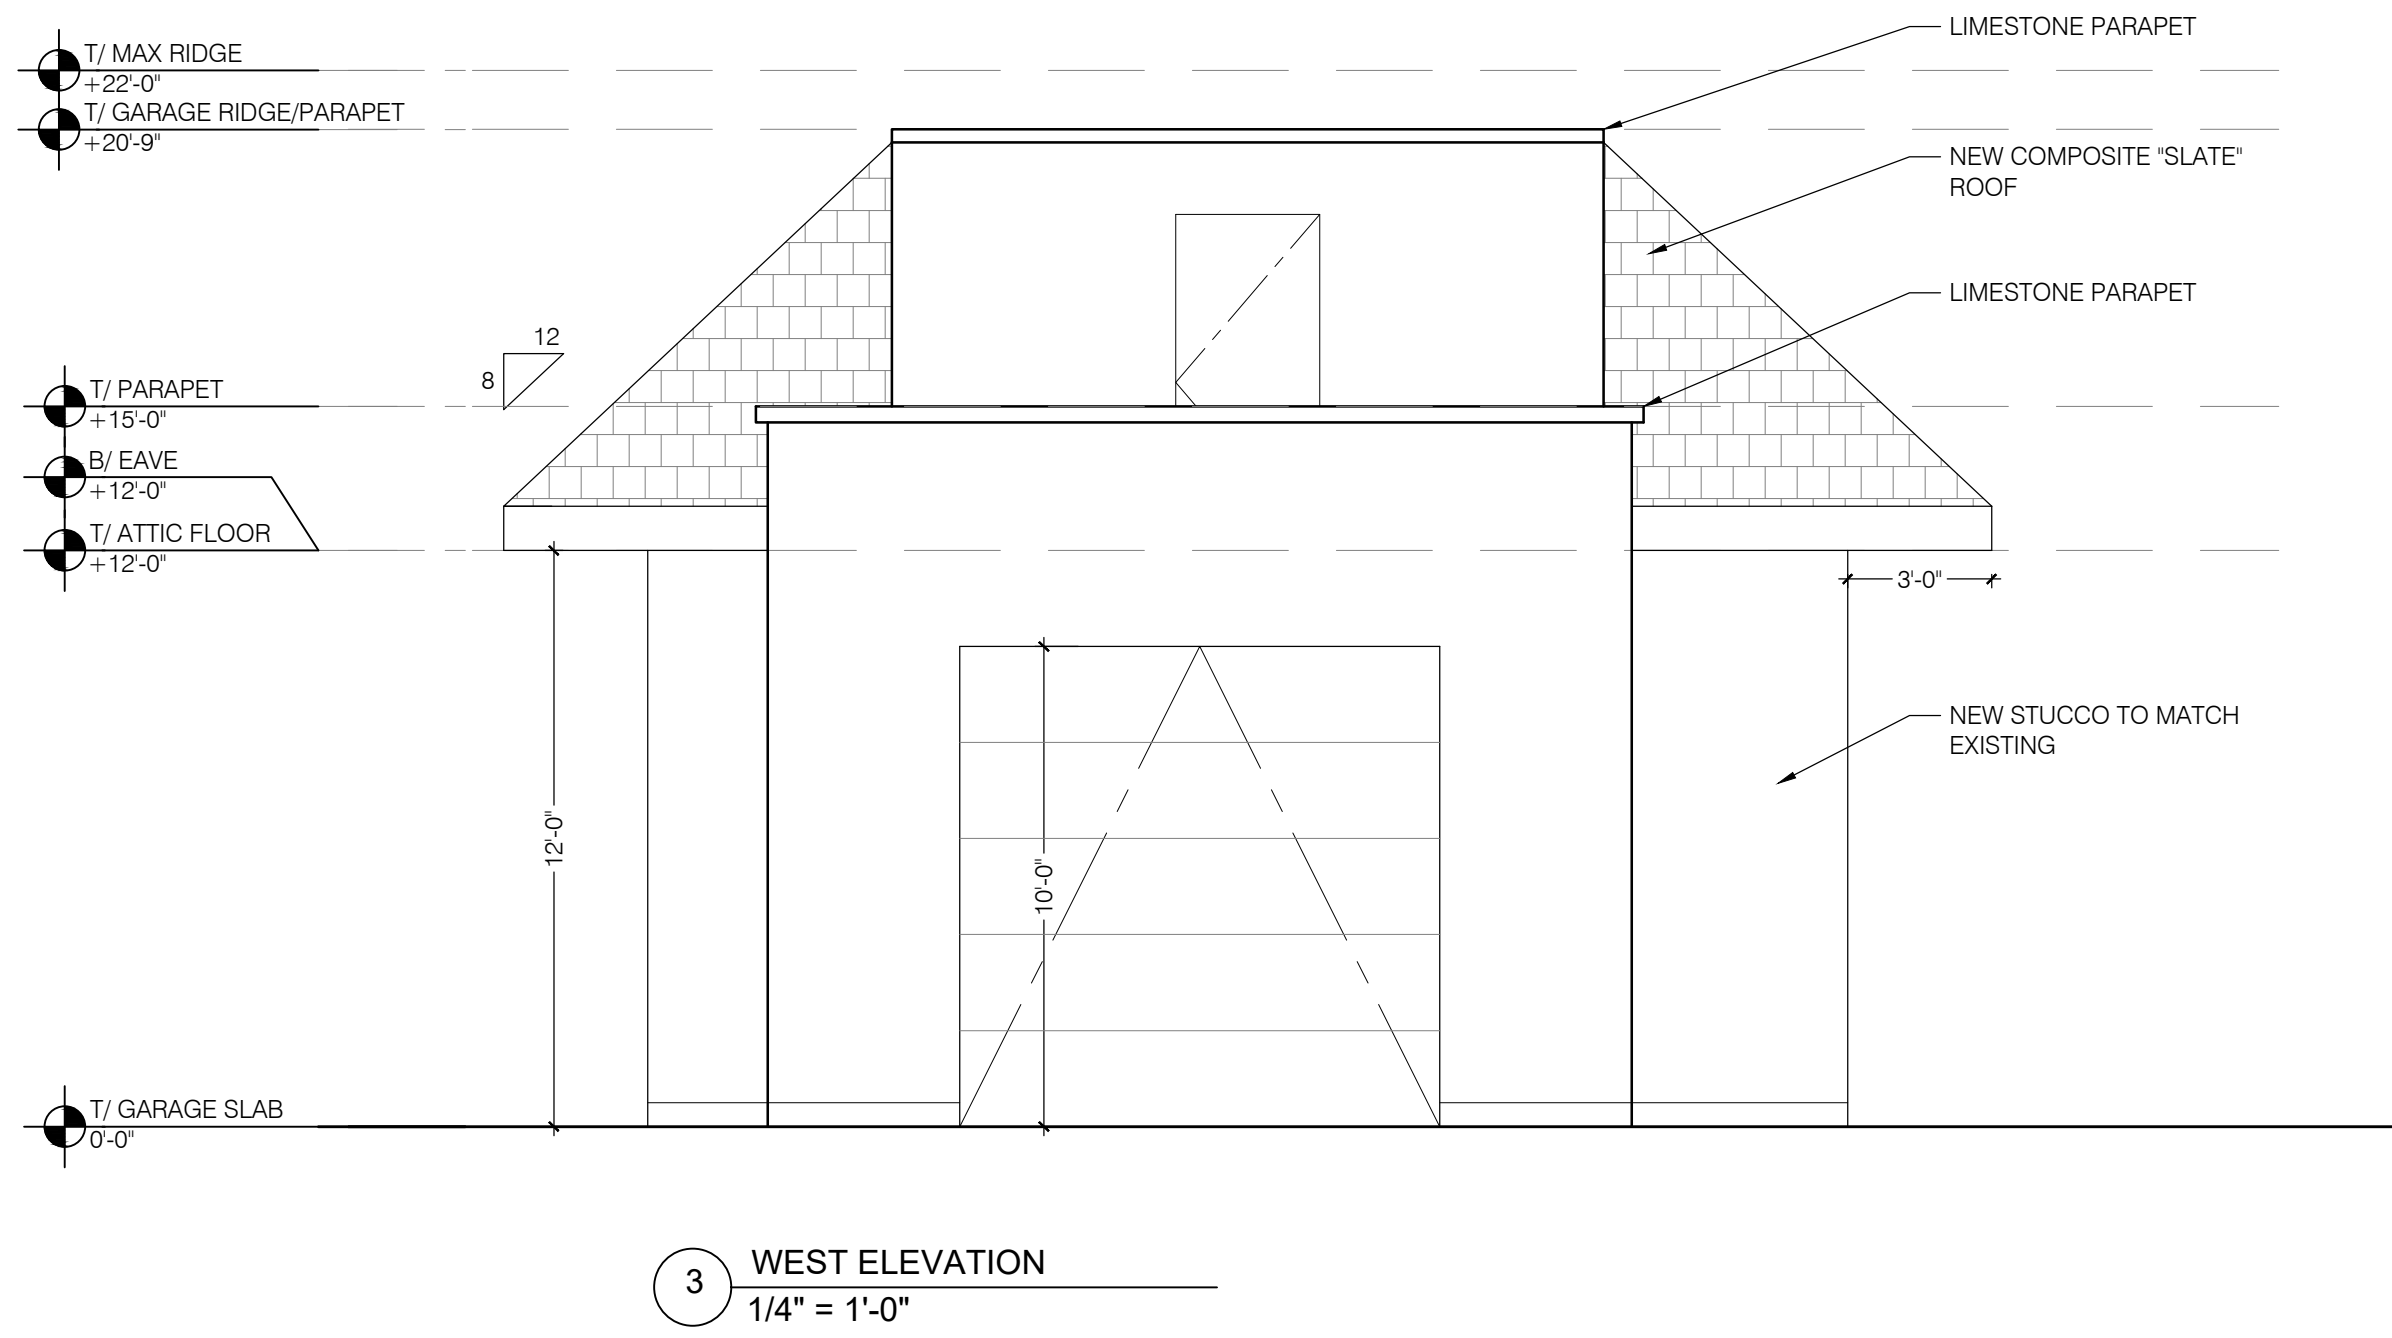 T/ MAX RIDGE
+22'-0"
T/ GARAGE RIDGE/PARAPET
+20'-9"
LIMESTONE PARAPET
NEW COMPOSITE "SLATE"
ROOF
LIMESTONE PARAPET
12
8
T/ PARAPET
+15'-0"
B/ EAVE
+12'-0"
T/ ATTIC FLOOR
+12'-0"
3'-0"
NEW STUCCO TO MATCH
EXISTING
12'-0"
10'-0"
T/ GARAGE SLAB
0'-0"
3
WEST ELEVATION
1/4" = 1'-0"